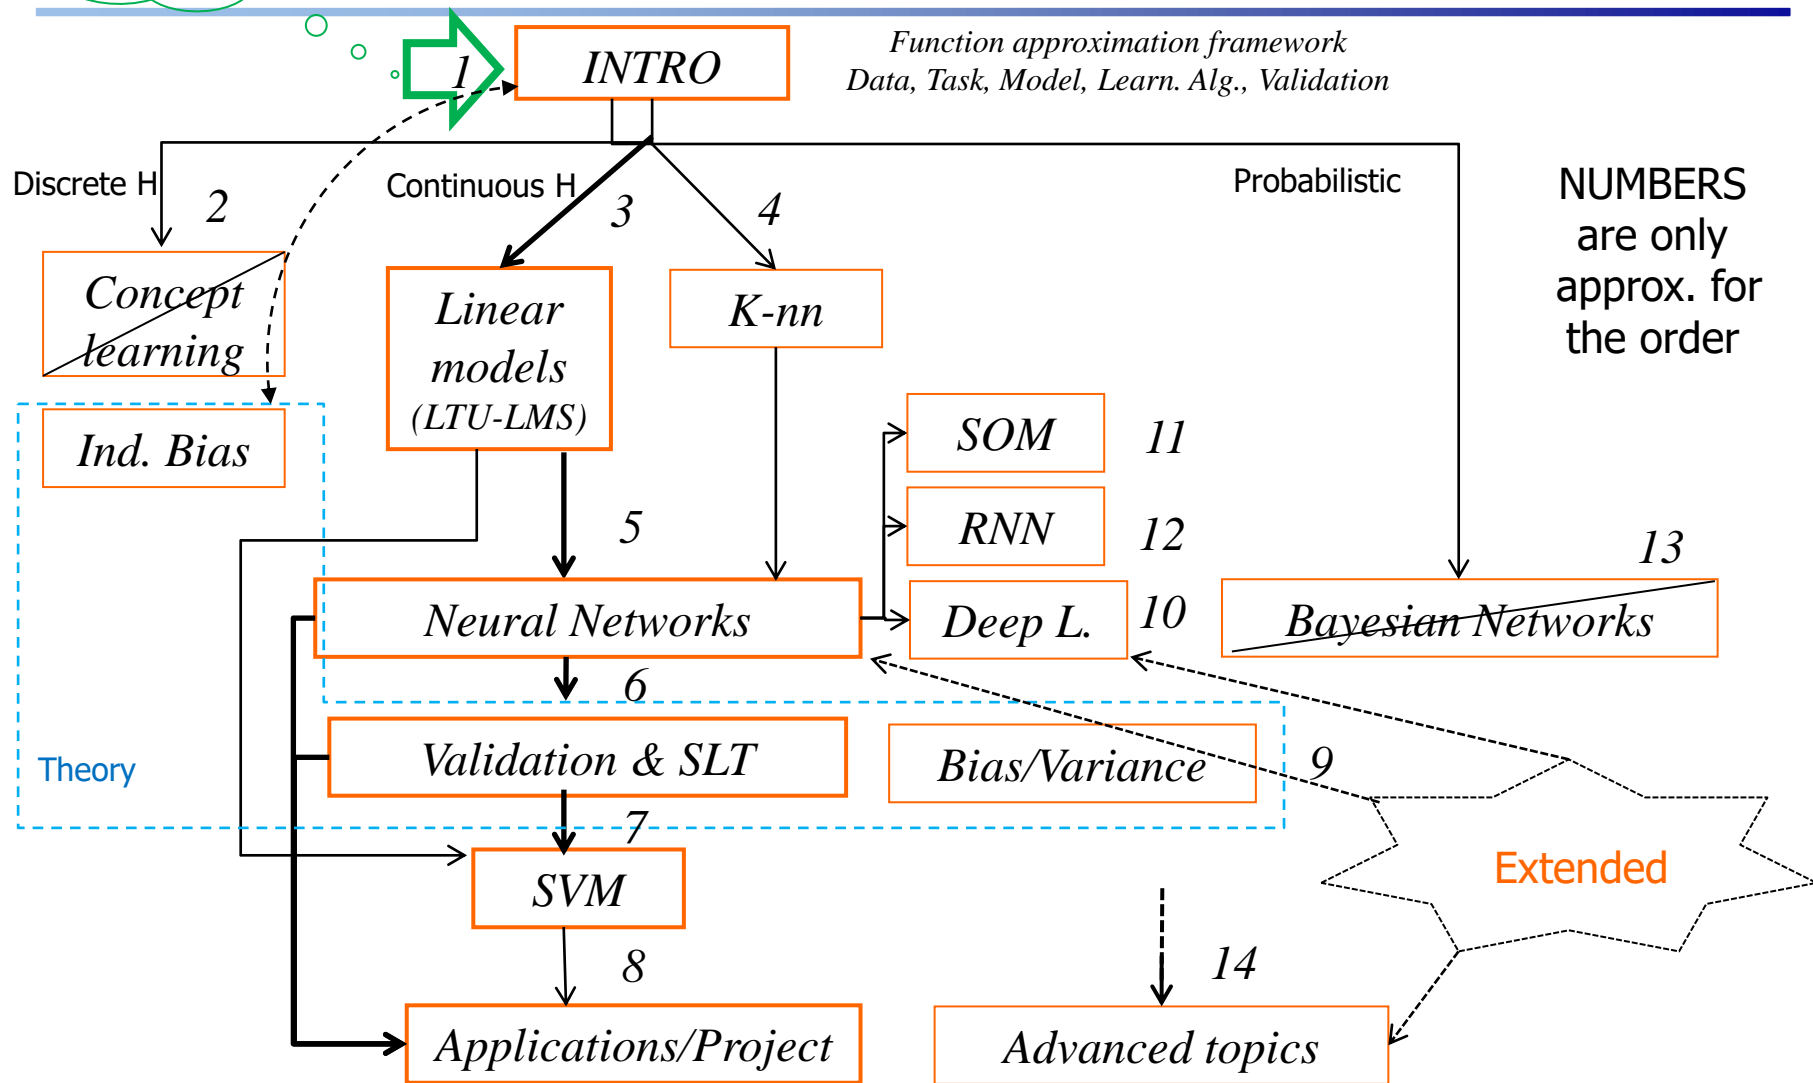 1
INTRO
Function approximation framework
Data, Task, Model, Learn. Alg., Validation
Discrete H
2
Continuous H
3
4
Probabilistic
NUMBERS
are only
approx. for
the order
Concept
learning
Linear
models
(LTU-LMS)
K-nn
Ind. Bias
SOM
11
5
RNN
12
13
Neural Networks
Deep L.
10
Bayesian Networks
6
Theory
Validation & SLT
Bias/Variance
9
7
SVM
Extended
8
14
Applications/Project
Advanced topics